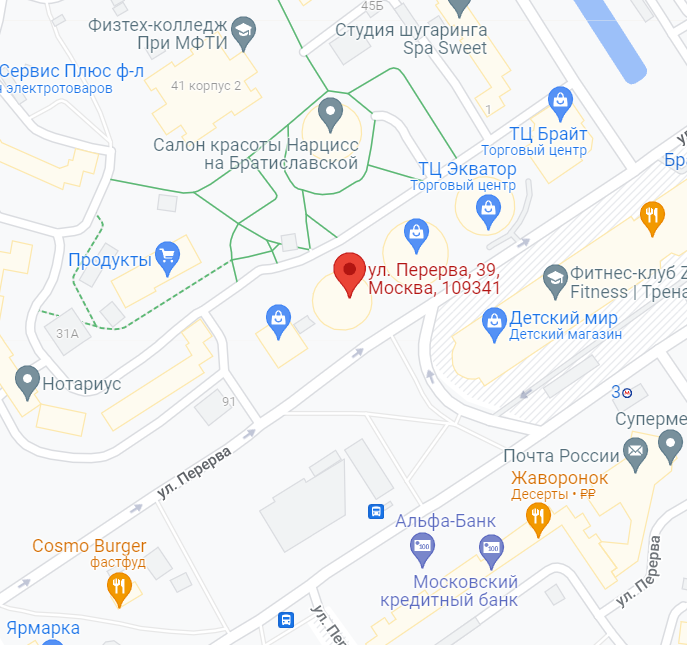 45Б
Физтех-колледж
При МФТИ
Студия шугаринга
Spa Sweet
Сервис Плюс ф-л
электротоваров
41 корпус 2
1
ТЦ Брайт
Торговый центр
Салон красоты Нарцисс
на Братиславской
ТЦ Экватор
Торговый центр
Бра
Продукты
ул. Перерва, 39,
Москва, 109341
Фитнес-клуб Z
Fitness | Трена
31А
Детский мир
Детский магазин
Нотариус
91
3
М
Суперме
ул. Перерва
Почта России
Жаворонок
Десерты • ₽₽
Альфа-Банк
100
100
Cosmo Burger
фастфуд
Московский
кредитный банк
ул. Перерва
ул. Пер
Ярмарка